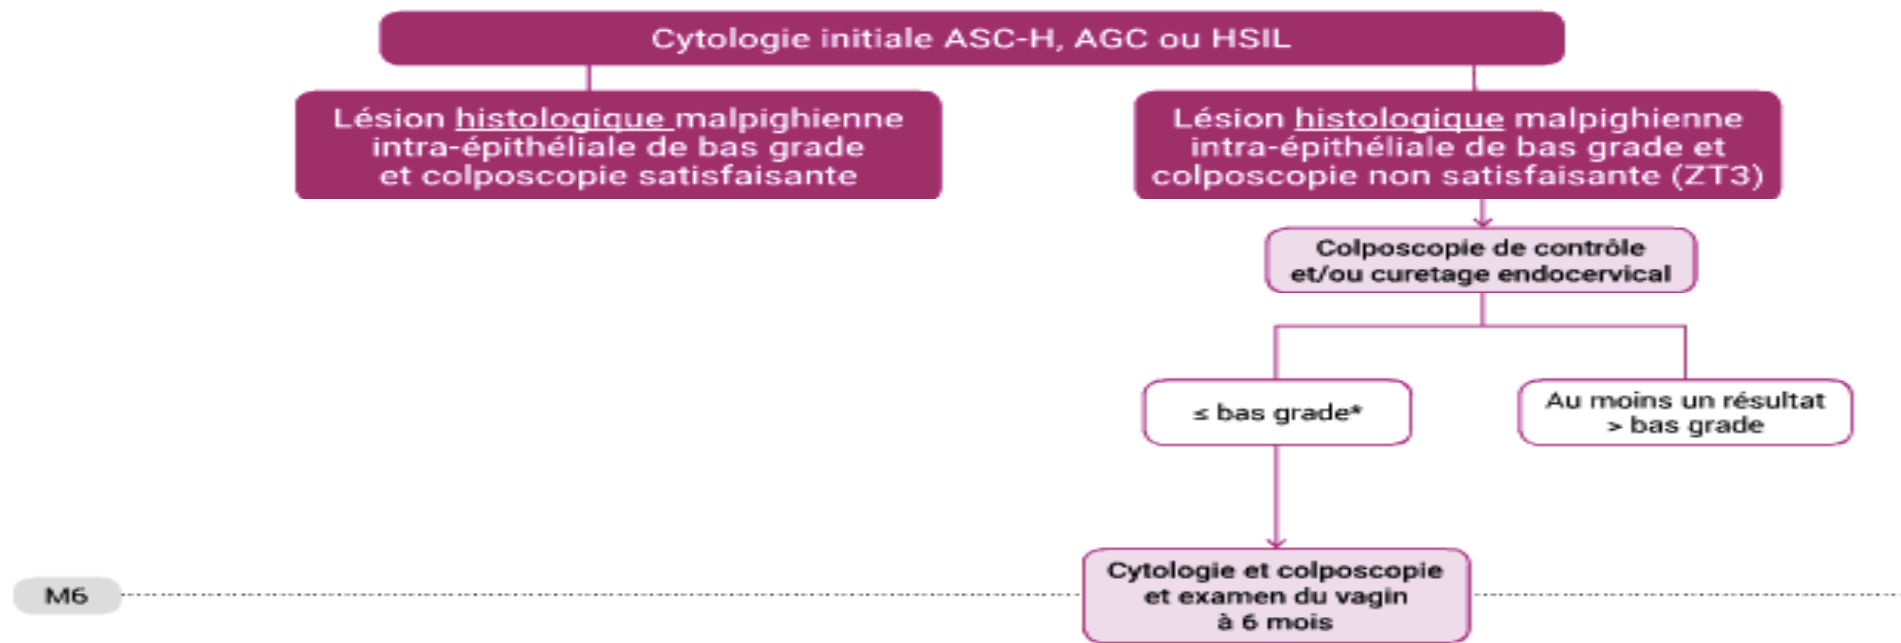 Cytologie initiale ASC-H, AGC ou HSIL
Lésion histologique malpighienne
intra-épithéliale de bas grade
et colposcopie satisfaisante
Lésion histologique malpighienne
intra-épithéliale de bas grade et
colposcopie non satisfaisante (ZT3)
Colposcopie de contrôle
et/ou curetage endocervical
≤ bas grade*
Au moins un résultat
> bas grade
Cytologie et colposcopie
et examen du vagin
à 6 mois
M6